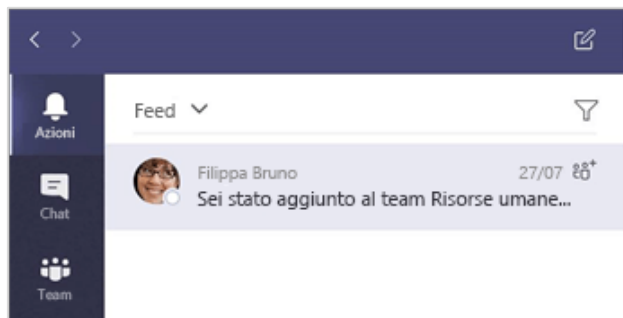 Azioni
Chat
Team
Feed
Filippa Bruno 27/07
Sei stato aggiunto al team Risorse umane...